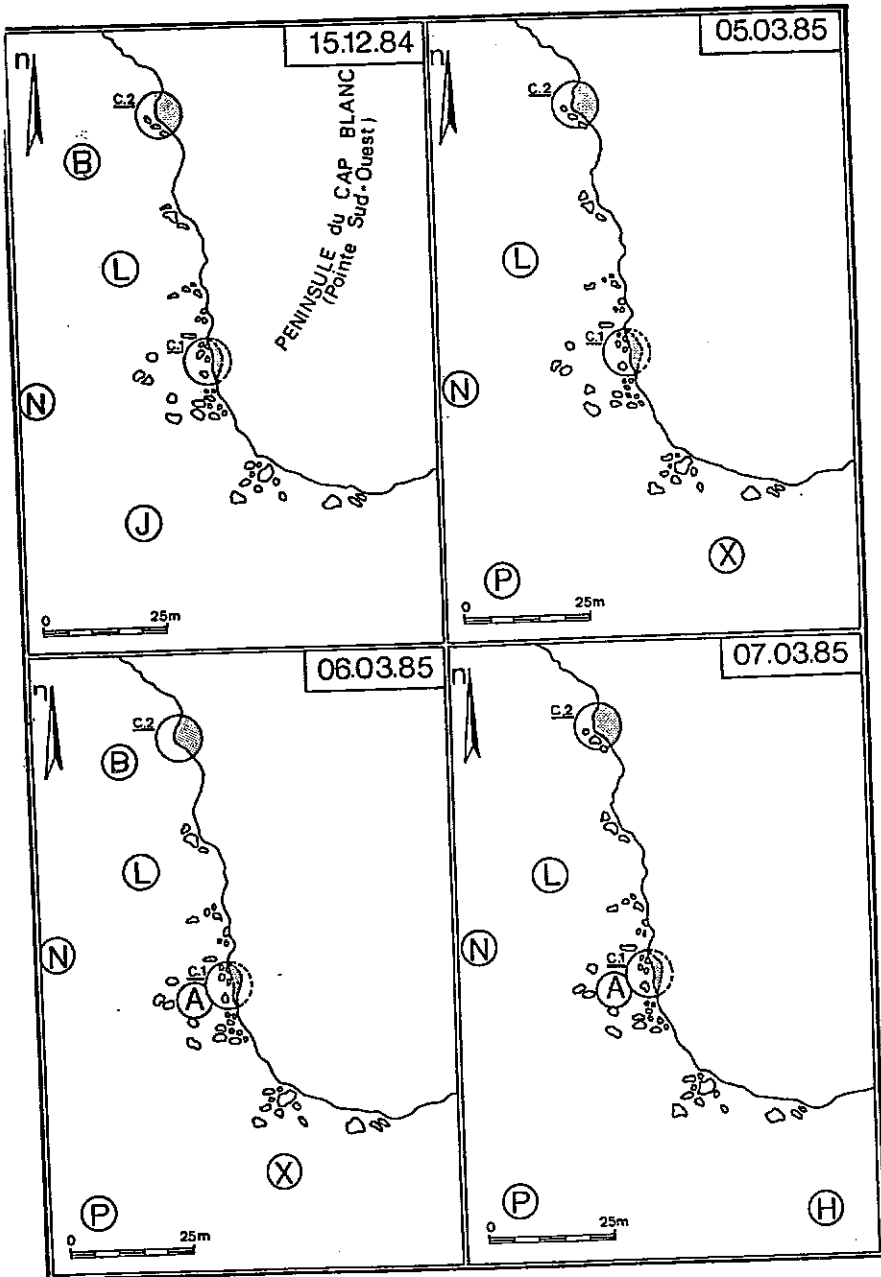 15.12.84
n
C.2
PENINSULE du CAP BLANC
(Pointe Sud-Ouest)
B
L
C.1
N
J
0 25m
05.03.85
n
C.2
L
C.1
N
X
P
0 25m
06.03.85
n
C.2
B
L
N
C.1
A
X
P
0 25m
07.03.85
n
C.2
L
N
C.1
A
P
H
0 25m